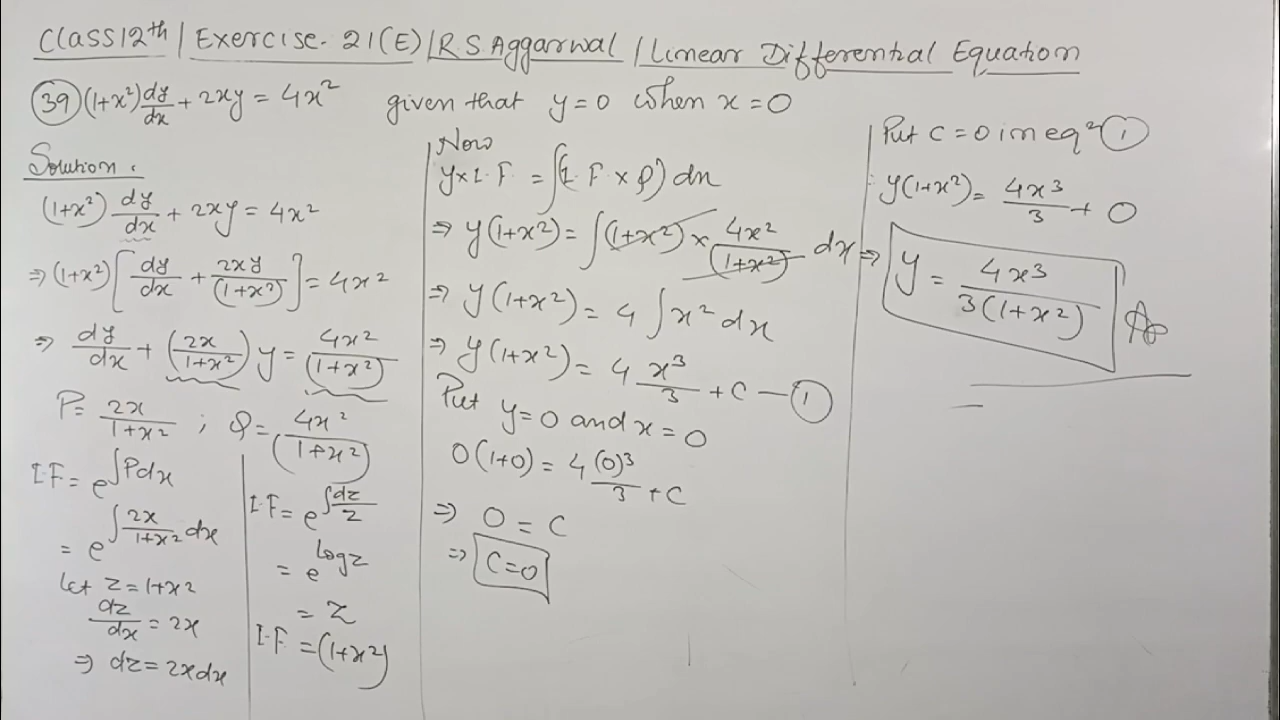 Class 12th / Exercise. 21(E) / R.S. Aggarwal / Linear Differential Equation
(39) (1+x²) dy/dx + 2xy = 4x² given that y=0 when x=0
Solution.
(1+x²) dy/dx + 2xy = 4x²
⇒ (1+x²) [dy/dx + 2xy/(1+x²)] = 4x²
⇒ dy/dx + (2x/1+x²) y = 4x²/(1+x²)
P = 2x/1+x² ; Q = 4x²/(1+x²)
I.F = e^∫Pdx
= e^∫2x/1+x² dx
let z = 1+x²
dz/dx = 2x
⇒ dz = 2xdx
I.F = e^∫dz/z
= e^log z
= z
I.F = (1+x²)
Now
y×I.F = ∫(I.F × Q) dx
⇒ y(1+x²) = ∫(1+x²) × 4x²/(1+x²) dx
⇒ y(1+x²) = 4 ∫x² dx
⇒ y(1+x²) = 4 x³/3 + C — (1)
Put y=0 and x=0
0(1+0) = 4 (0)³/3 + C
⇒ 0 = C
⇒ C=0
Put C = 0 in eqⁿ (1)
y(1+x²) = 4x³/3 + 0
⇒ y = 4x³/3(1+x²)